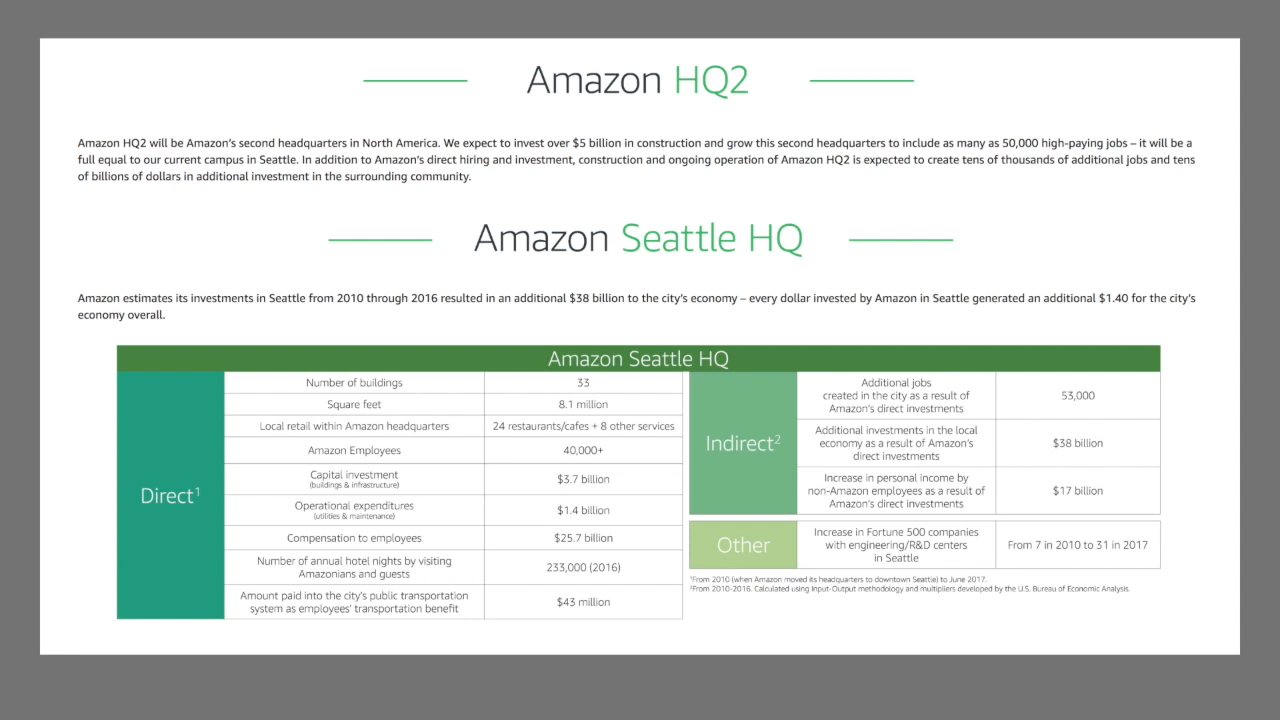 Amazon HQ2
Amazon HQ2 will be Amazon's second headquarters in North America. We expect to invest over $5 billion in construction and grow this second headquarters to include as many as 50,000 high-paying jobs – it will be a
full equal to our current campus in Seattle. In addition to Amazon's direct hiring and investment, construction and ongoing operation of Amazon HQ2 is expected to create tens of thousands of additional jobs and tens
of billions of dollars in additional investment in the surrounding community.
Amazon Seattle HQ
Amazon estimates its investments in Seattle from 2010 through 2016 resulted in an additional $38 billion to the city's economy – every dollar invested by Amazon in Seattle generated an additional $1.40 for the city's
economy overall.
Amazon Seattle HQ
Direct¹
Number of buildings
33
Square feet
8.1 million
Local retail within Amazon headquarters
24 restaurants/cafes + 8 other services
Amazon Employees
40,000+
Capital investment
(buildings & infrastructure)
$3.7 billion
Operational expenditures
(utilities & maintenance)
$1.4 billion
Compensation to employees
$25.7 billion
Number of annual hotel nights by visiting
Amazonians and guests
233,000 (2016)
Amount paid into the city's public transportation
system as employees' transportation benefit
$43 million
Indirect²
Additional jobs
created in the city as a result of
Amazon's direct investments
53,000
Additional investments in the local
economy as a result of Amazon's
direct investments
$38 billion
Increase in personal income by
non-Amazon employees as a result of
Amazon's direct investments
$17 billion
Other
Increase in Fortune 500 companies
with engineering/R&D centers
in Seattle
From 7 in 2010 to 31 in 2017
¹From 2010 (when Amazon moved its headquarters to downtown Seattle) to June 2017.
²From 2010-2016. Calculated using Input-Output methodology and multipliers developed by the U.S. Bureau of Economic Analysis.